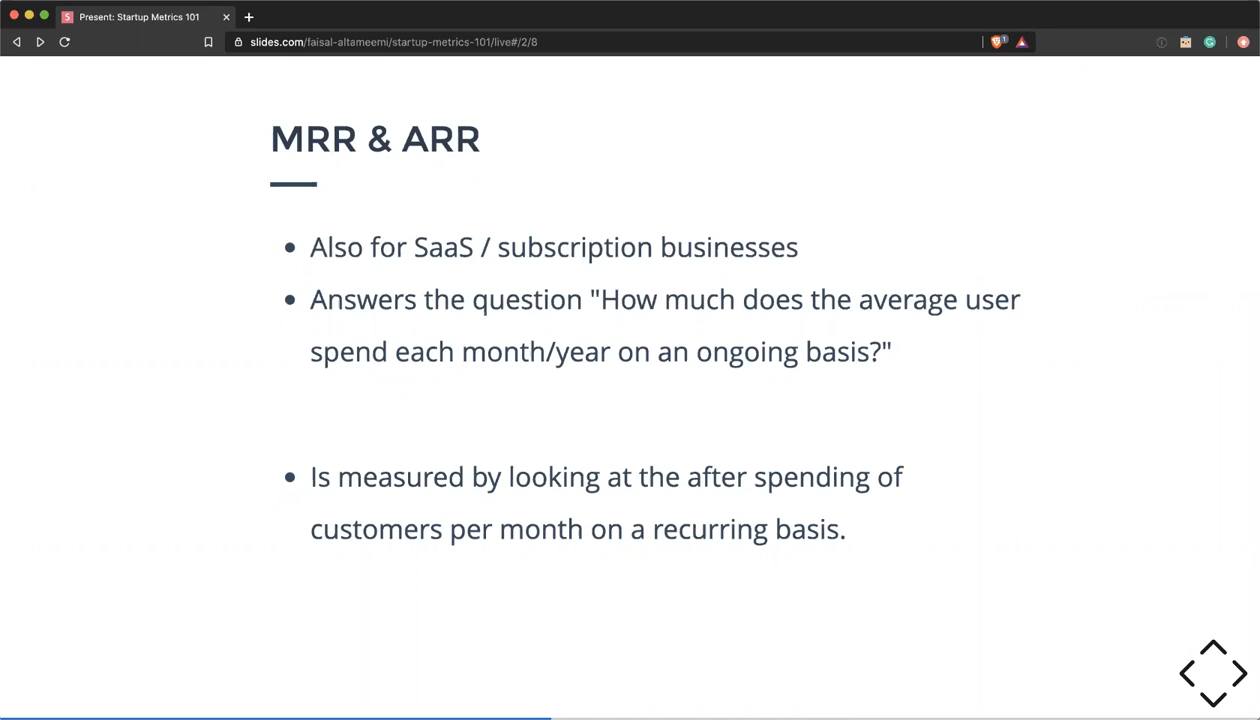 Present: Startup Metrics 101
slides.com/faisal-altameemi/startup-metrics-101/live#/2/8
MRR & ARR
Also for SaaS / subscription businesses
Answers the question "How much does the average user
spend each month/year on an ongoing basis?"
Is measured by looking at the after spending of
customers per month on a recurring basis.